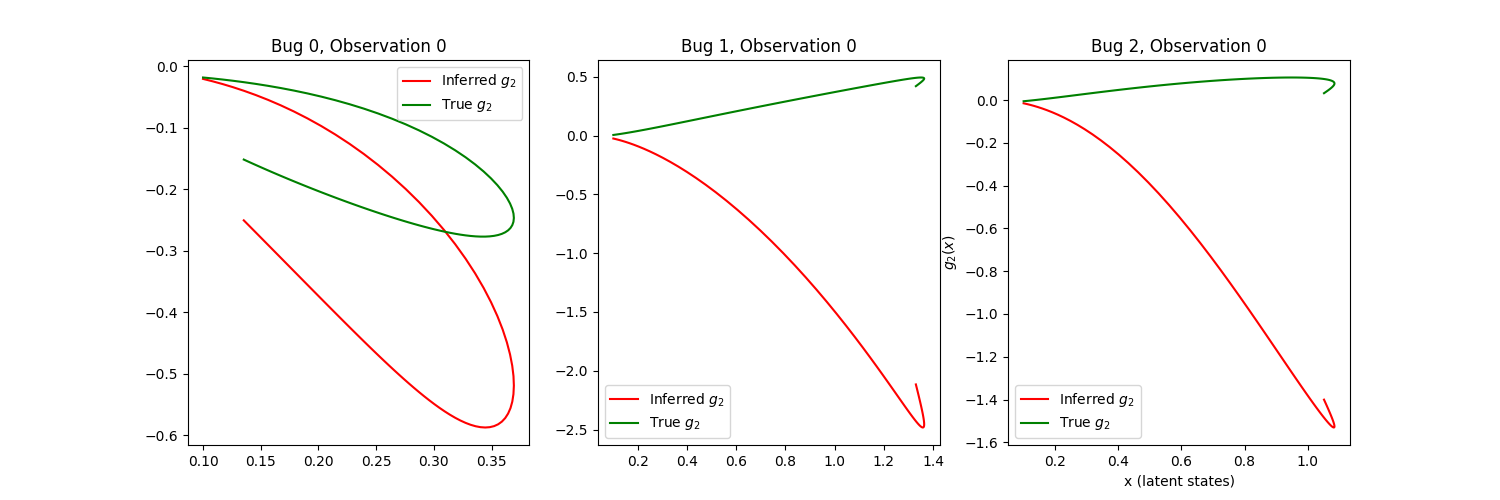 Bug 0, Observation 0
0.0
−0.1
−0.2
−0.3
−0.4
−0.5
−0.6
0.10 0.15 0.20 0.25 0.30 0.35
Inferred g₂
True g₂
Bug 1, Observation 0
0.5
0.0
−0.5
−1.0
−1.5
−2.0
−2.5
0.2 0.4 0.6 0.8 1.0 1.2 1.4
Inferred g₂
True g₂
Bug 2, Observation 0
g₂(x)
0.0
−0.2
−0.4
−0.6
−0.8
−1.0
−1.2
−1.4
−1.6
0.2 0.4 0.6 0.8 1.0
x (latent states)
Inferred g₂
True g₂